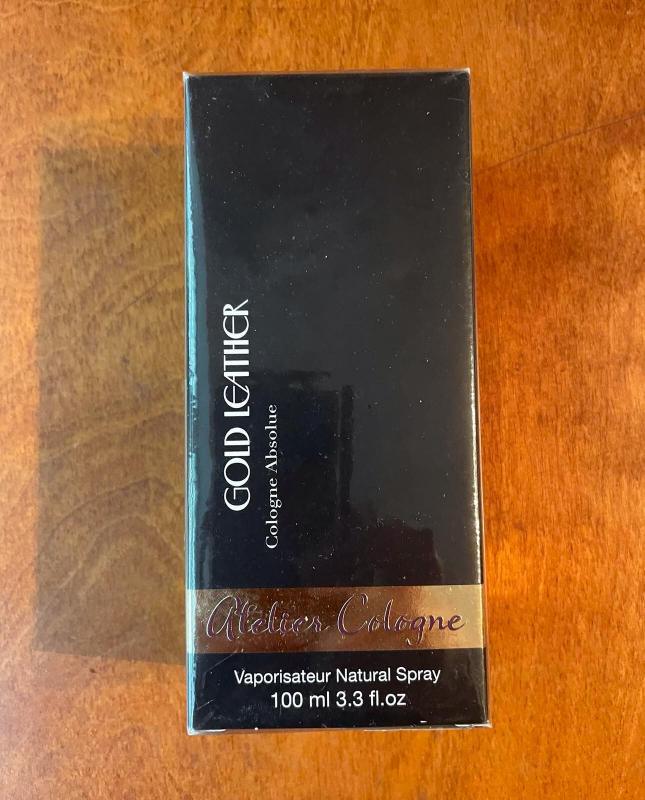 GOLD LEATHER
Cologne Absolue
Atelier Cologne
Vaporisateur Natural Spray
100 ml 3.3 fl.oz